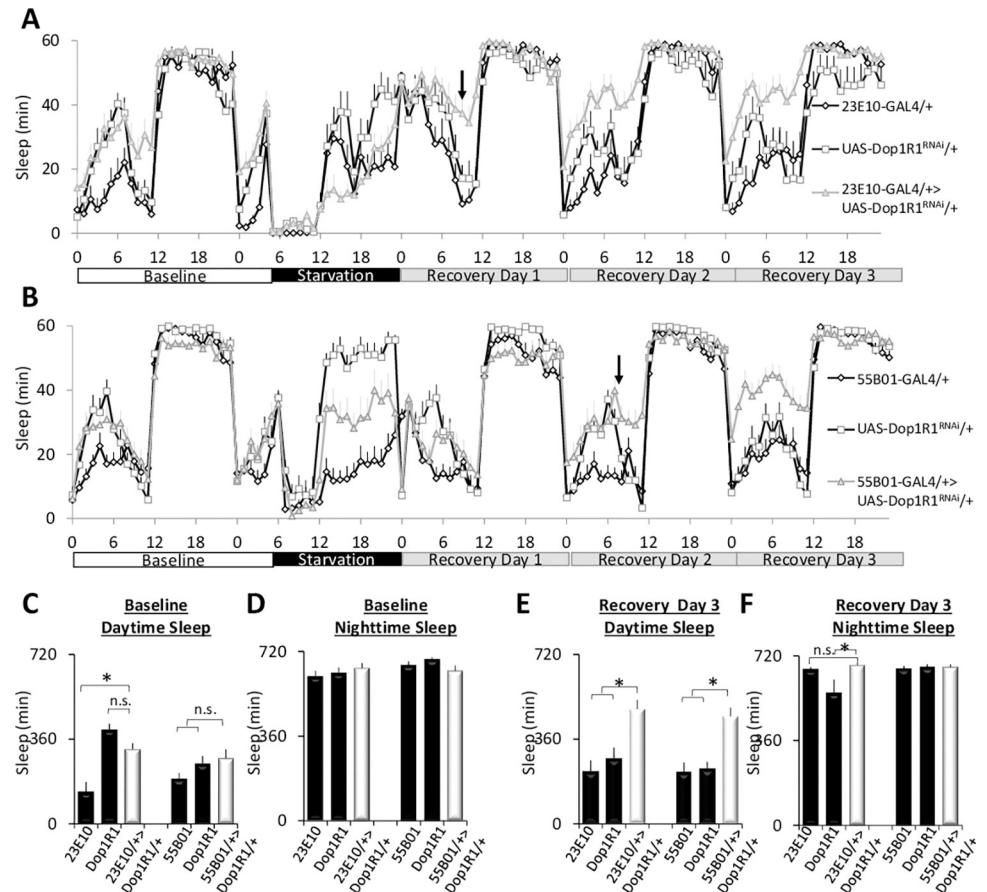 A
60
40
20
0
Sleep (min)
0 6 12 18 0 6 12 18 0 6 12 18 0 6 12 18 0 6 12 18
Baseline Starvation Recovery Day 1 Recovery Day 2 Recovery Day 3
23E10-GAL4/+
UAS-Dop1R1RNAi/+
23E10-GAL4/+>
UAS-Dop1R1RNAi/+
B
60
40
20
0
Sleep (min)
0 6 12 18 0 6 12 18 0 6 12 18 0 6 12 18 0 6 12 18
Baseline Starvation Recovery Day 1 Recovery Day 2 Recovery Day 3
55B01-GAL4/+
UAS-Dop1R1RNAi/+
55B01-GAL4/+>
UAS-Dop1R1RNAi/+
C
Baseline
Daytime Sleep
720
360
0
Sleep (min)
*
n.s.
n.s.
23E10
Dop1R1
23E10/+>
Dop1R1/+
55B01
Dop1R1
55B01/+>
Dop1R1/+
D
Baseline
Nighttime Sleep
720
360
0
Sleep (min)
23E10
Dop1R1
23E10/+>
Dop1R1/+
55B01
Dop1R1
55B01/+>
Dop1R1/+
E
Recovery Day 3
Daytime Sleep
720
360
0
Sleep (min)
*
*
23E10
Dop1R1
23E10/+>
Dop1R1/+
55B01
Dop1R1
55B01/+>
Dop1R1/+
F
Recovery Day 3
Nighttime Sleep
720
360
0
Sleep (min)
n.s.
*
23E10
Dop1R1
23E10/+>
Dop1R1/+
55B01
Dop1R1
55B01/+>
Dop1R1/+